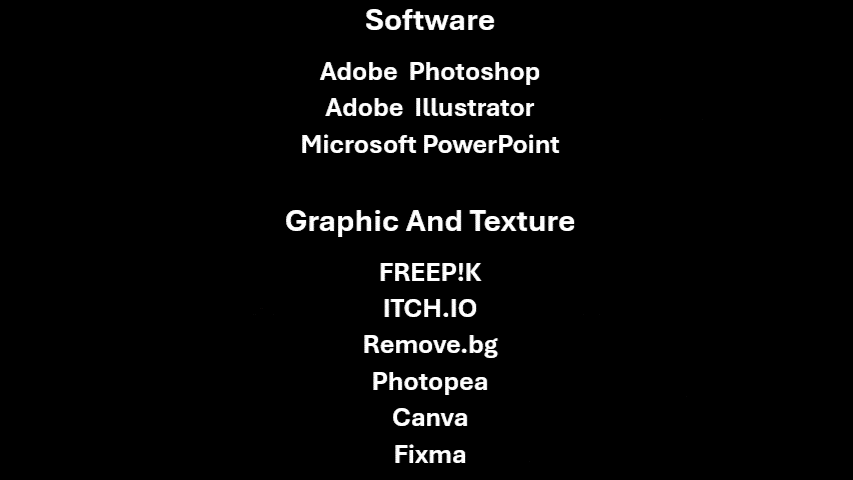 Software
Adobe Photoshop
Adobe Illustrator
Microsoft PowerPoint
Graphic And Texture
FREEP!K
ITCH.IO
Remove.bg
Photopea
Canva
Fixma